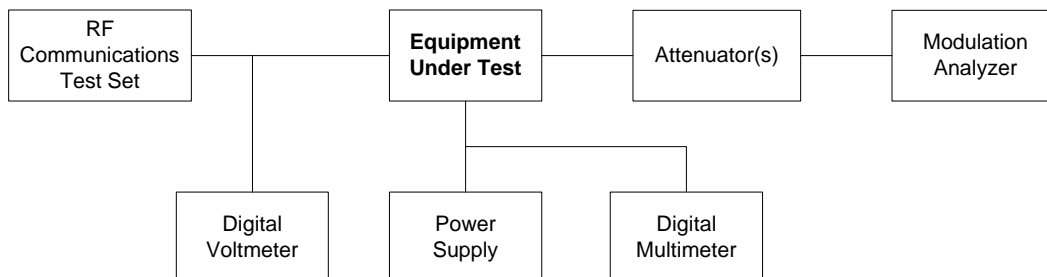 RF
Communications
Test Set
Equipment
Under Test
Attenuator(s)
Modulation
Analyzer
Digital
Voltmeter
Power
Supply
Digital
Multimeter